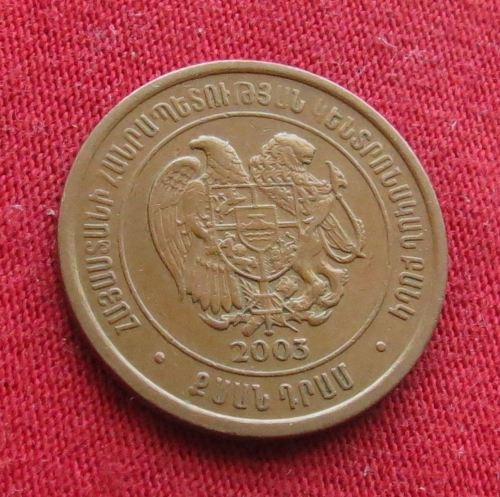 ՀԱՅԱՍՏԱՆԻ ՀԱՆՐԱՊԵՏՈՒԹՅԱՆ ԿԵՆՏՐՈՆԱԿԱՆ ԲԱՆԿ
2003
• ՔՍԱՆ ԴՐԱՄ •